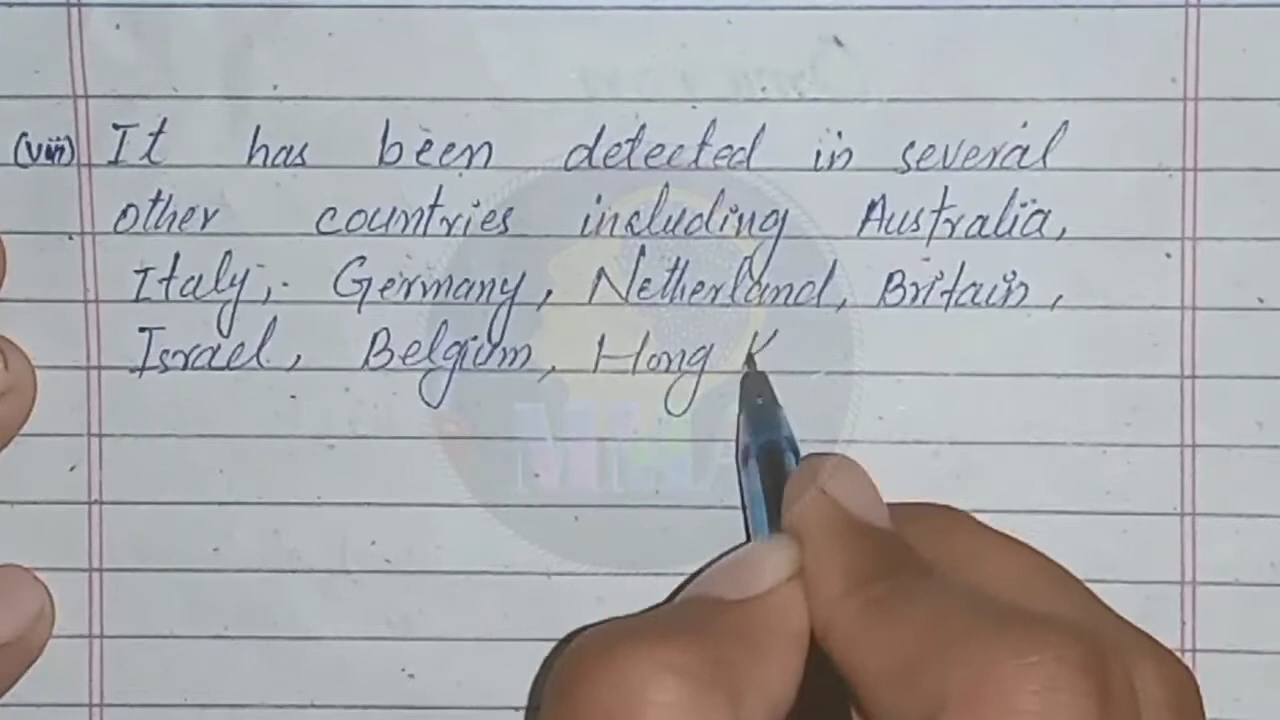 (viii) It has been detected in several
other countries including Australia,
Italy, Germany, Netherland, Britain,
Israel, Belgium, Hong K